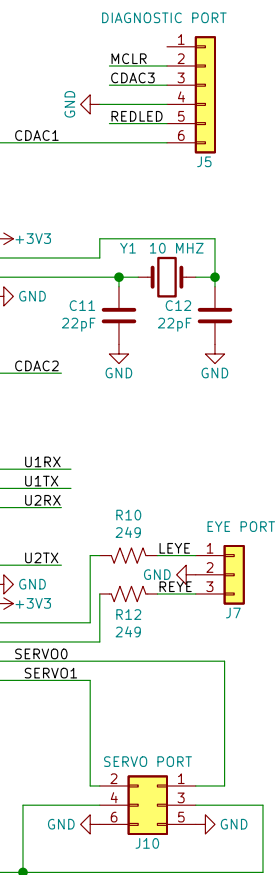 DIAGNOSTIC PORT
1
MCLR 2
CDAC3 3
GND 4
REDLED 5
CDAC1 6
J5
+3V3
Y1 10 MHZ
GND
C11 C12
22pF 22pF
GND GND
CDAC2
U1RX
U1TX
U2RX
R10
249
EYE PORT
LEYE 1
U2TX
GND 2
GND
REYE 3
+3V3
R12
249
J7
SERVO0
SERVO1
SERVO PORT
2 1
4 3
GND 6 5 GND
J10